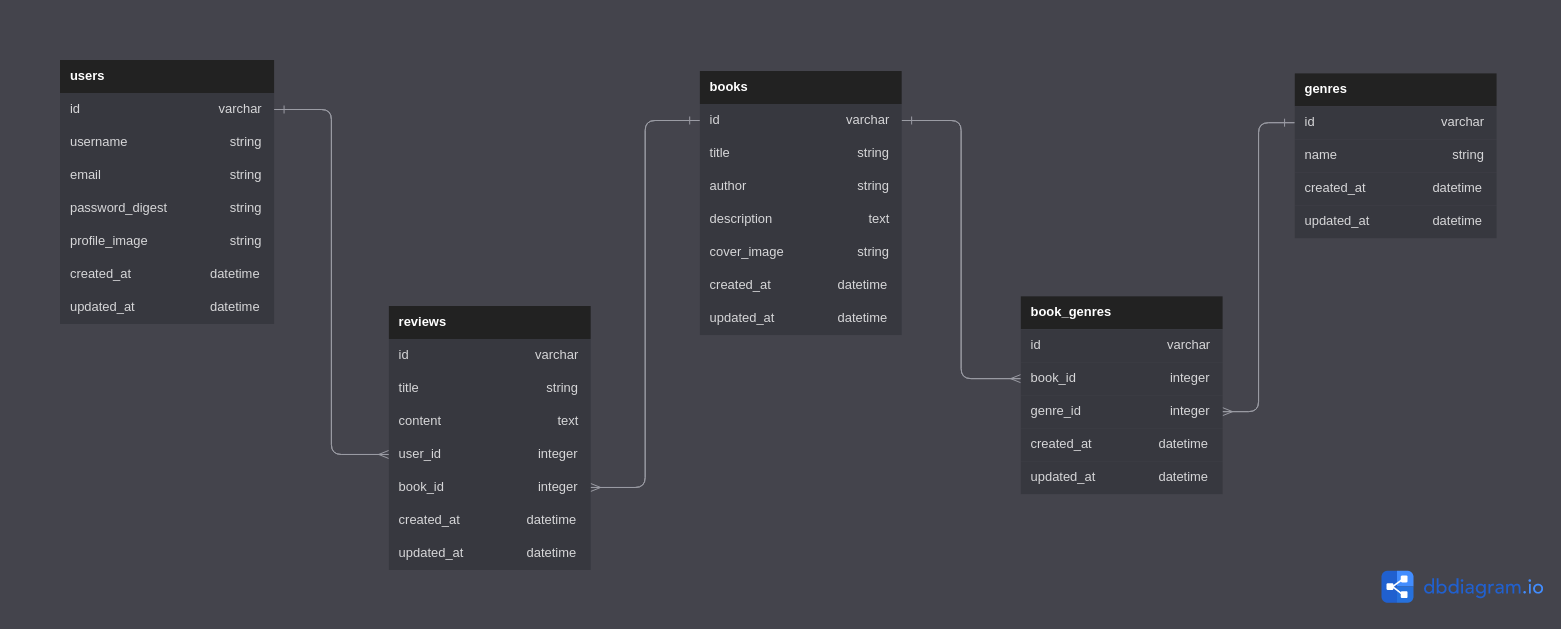 users
id varchar
username string
email string
password_digest string
profile_image string
created_at datetime
updated_at datetime
reviews
id varchar
title string
content text
user_id integer
book_id integer
created_at datetime
updated_at datetime
books
id varchar
title string
author string
description text
cover_image string
created_at datetime
updated_at datetime
book_genres
id varchar
book_id integer
genre_id integer
created_at datetime
updated_at datetime
genres
id varchar
name string
created_at datetime
updated_at datetime
dbdiagram.io